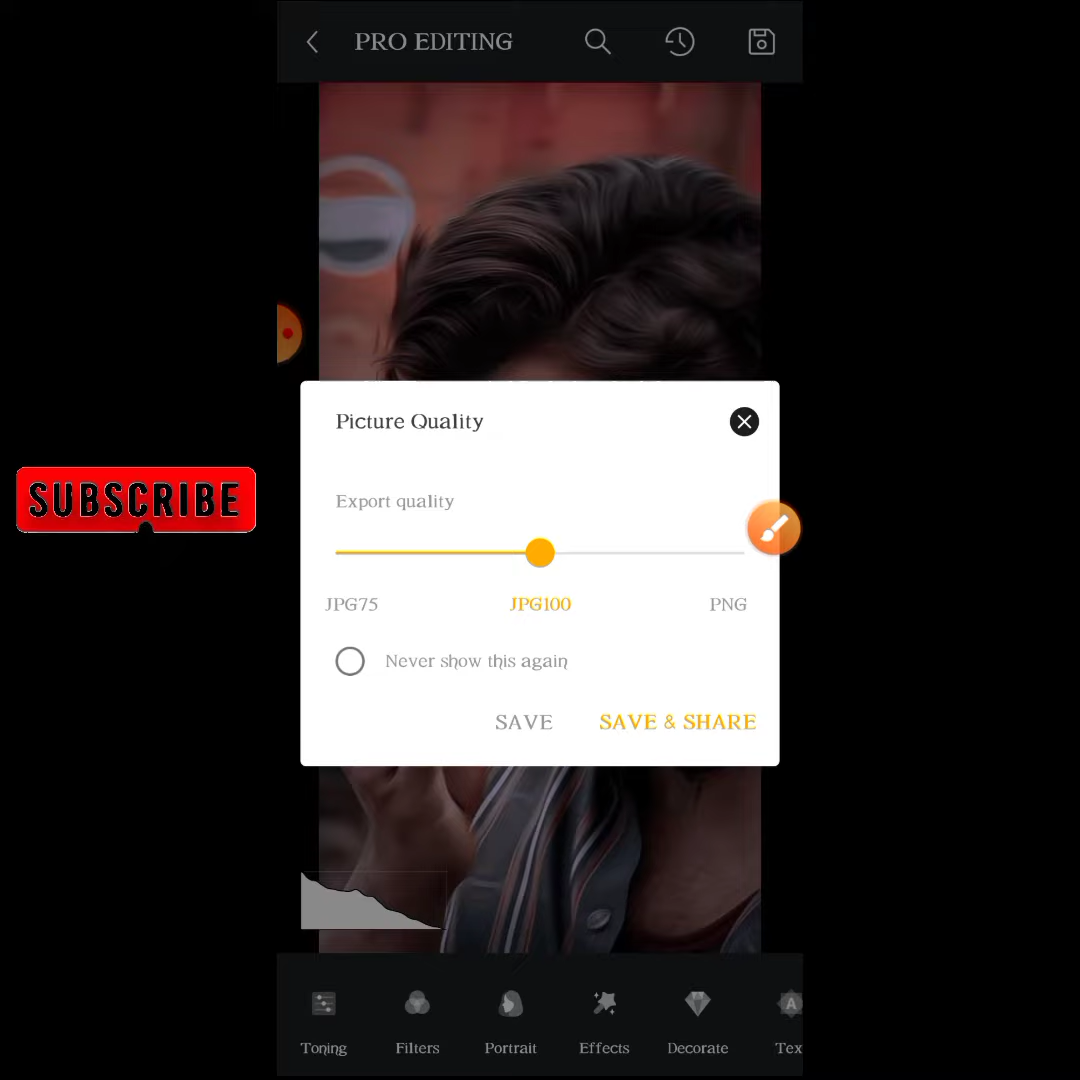 PRO EDITING
Picture Quality
SUBSCRIBE
Export quality
JPG75 JPG100 PNG
Never show this again
SAVE SAVE & SHARE
A
Toning Filters Portrait Effects Decorate Tex